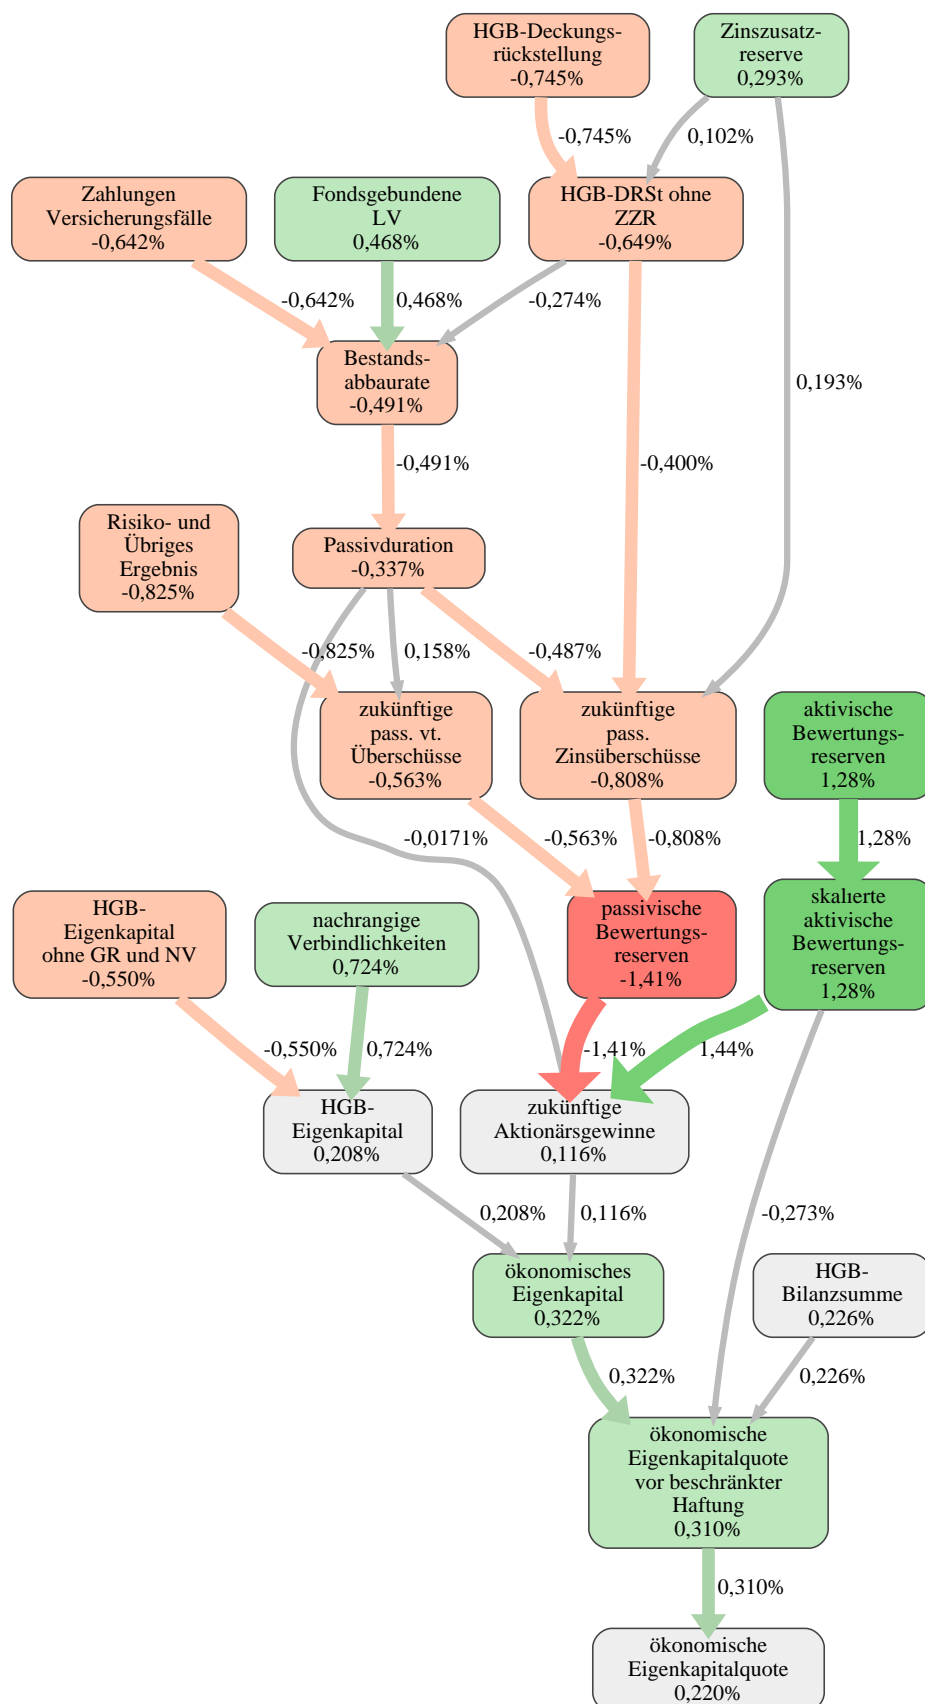 HGB-Deckungs-
rückstellung
-0,745%
Zinszusatz-
reserve
0,293%
-0,745%
0,102%
Zahlungen
Versicherungsfälle
-0,642%
Fondsgebundene
LV
0,468%
HGB-DRSt ohne
ZZR
-0,649%
-0,642%
0,468%
-0,274%
Bestands-
abbaurate
-0,491%
0,193%
-0,491%
-0,400%
Risiko- und
Übriges
Ergebnis
-0,825%
Passivduration
-0,337%
-0,825%
0,158%
-0,487%
zukünftige
pass. vt.
Überschüsse
-0,563%
zukünftige
pass.
Zinsüberschüsse
-0,808%
aktivische
Bewertungs-
reserven
1,28%
-0,0171%
-0,563%
-0,808%
1,28%
HGB-
Eigenkapital
ohne GR und NV
-0,550%
nachrangige
Verbindlichkeiten
0,724%
passivische
Bewertungs-
reserven
-1,41%
skalierte
aktivische
Bewertungs-
reserven
1,28%
-0,550%
0,724%
-1,41%
1,44%
HGB-
Eigenkapital
0,208%
zukünftige
Aktionärsgewinne
0,116%
0,208%
0,116%
-0,273%
ökonomisches
Eigenkapital
0,322%
HGB-
Bilanzsumme
0,226%
0,322%
0,226%
ökonomische
Eigenkapitalquote
vor beschränkter
Haftung
0,310%
0,310%
ökonomische
Eigenkapitalquote
0,220%